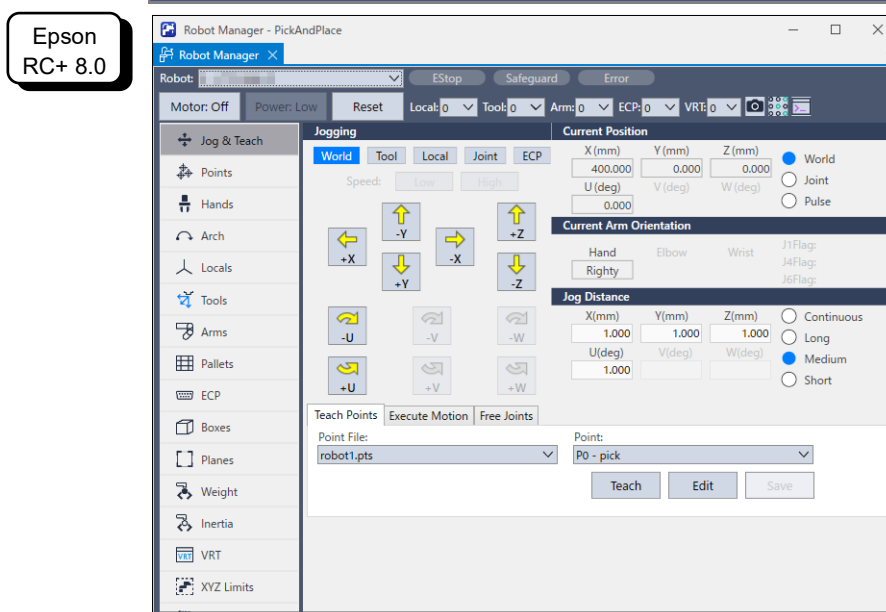 Epson
RC+ 8.0
Robot Manager - PickAndPlace
Robot Manager
Robot:
EStop Safeguard Error
Motor: Off Power: Low Reset Local: 0 Tool: 0 Arm: 0 ECP: 0 VRT: 0
Jog & Teach
Points
Hands
Arch
Locals
Tools
Arms
Pallets
ECP
Boxes
Planes
Weight
Inertia
VRT
XYZ Limits
Jogging
World Tool Local Joint ECP
Speed: Low High
-Y +Z
+X -X
+Y -Z
-U -V -W
+U +V +W
Current Position
X (mm) Y (mm) Z (mm)
400.000 0.000 0.000
U (deg) V (deg) W (deg)
0.000
World
Joint
Pulse
Current Arm Orientation
Hand Elbow Wrist
Righty
J1Flag:
J4Flag:
J6Flag:
Jog Distance
X(mm) Y(mm) Z(mm)
1.000 1.000 1.000
U(deg) V(deg) W(deg)
1.000
Continuous
Long
Medium
Short
Teach Points Execute Motion Free Joints
Point File: Point:
robot1.pts P0 - pick
Teach Edit Save